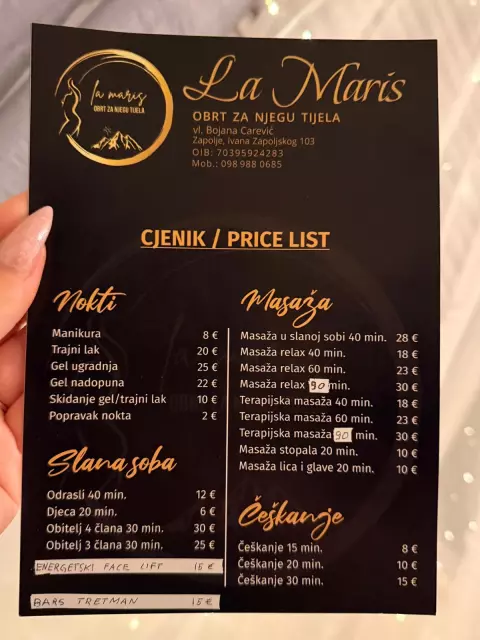 la maris
OBRT ZA NJEGU TIJELA
La Maris
OBRT ZA NJEGU TIJELA
vl. Bojana Carević
Zapolje, Ivana Zapoljskog 103
OIB: 70395924283
Mob.: 098 988 0685
CJENIK / PRICE LIST
Nokti
Manikura 8 €
Trajni lak 20 €
Gel ugradnja 25 €
Gel nadopuna 22 €
Skidanje gel/trajni lak 10 €
Popravak nokta 2 €
Slana soba
Odrasli 40 min. 12 €
Djeca 20 min. 6 €
Obitelj 4 člana 30 min. 30 €
Obitelj 3 člana 30 min. 25 €
ENERGETSKI FACE LIFT 15 €
BARS TRETMAN 15 €
Masaža
Masaža u slanoj sobi 40 min. 28 €
Masaža relax 40 min. 18 €
Masaža relax 60 min. 23 €
Masaža relax 90 min. 30 €
Terapijska masaža 40 min. 18 €
Terapijska masaža 60 min. 23 €
Terapijska masaža 90 min. 30 €
Masaža stopala 20 min. 10 €
Masaža lica i glave 20 min. 10 €
Češkanje
Češkanje 15 min. 8 €
Češkanje 20 min. 10 €
Češkanje 30 min. 15 €